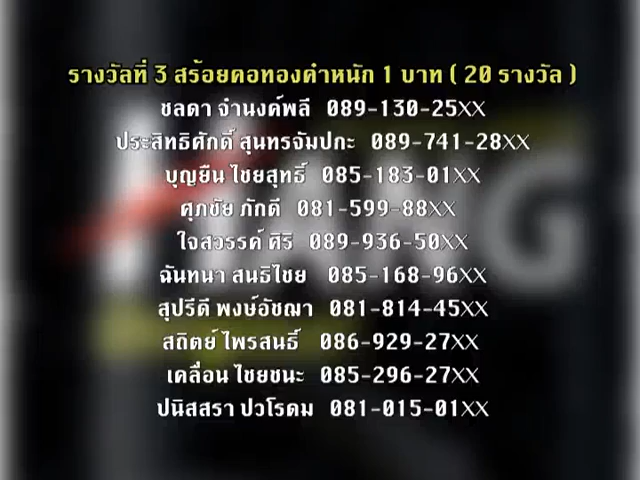 รางวัลที่ 3 สร้อยคอทองคำหนัก 1 บาท ( 20 รางวัล )
ชลดา จำนงค์พลี 089-130-25XX
ประสิทธิศักดิ์ สุนทรจัมปกะ 089-741-28XX
บุญยืน ไชยสุทธิ์ 085-183-01XX
ศุภชัย ภักดี 081-599-88XX
ใจสวรรค์ ศิริ 089-936-50XX
ฉันทนา สนธิไชย 085-168-96XX
สุปรีดี พงษ์อัชฌา 081-814-45XX
สถิตย์ ไพรสนธิ์ 086-929-27XX
เคลื่อน ไชยชนะ 085-296-27XX
ปนิสสรา ปวโรดม 081-015-01XX